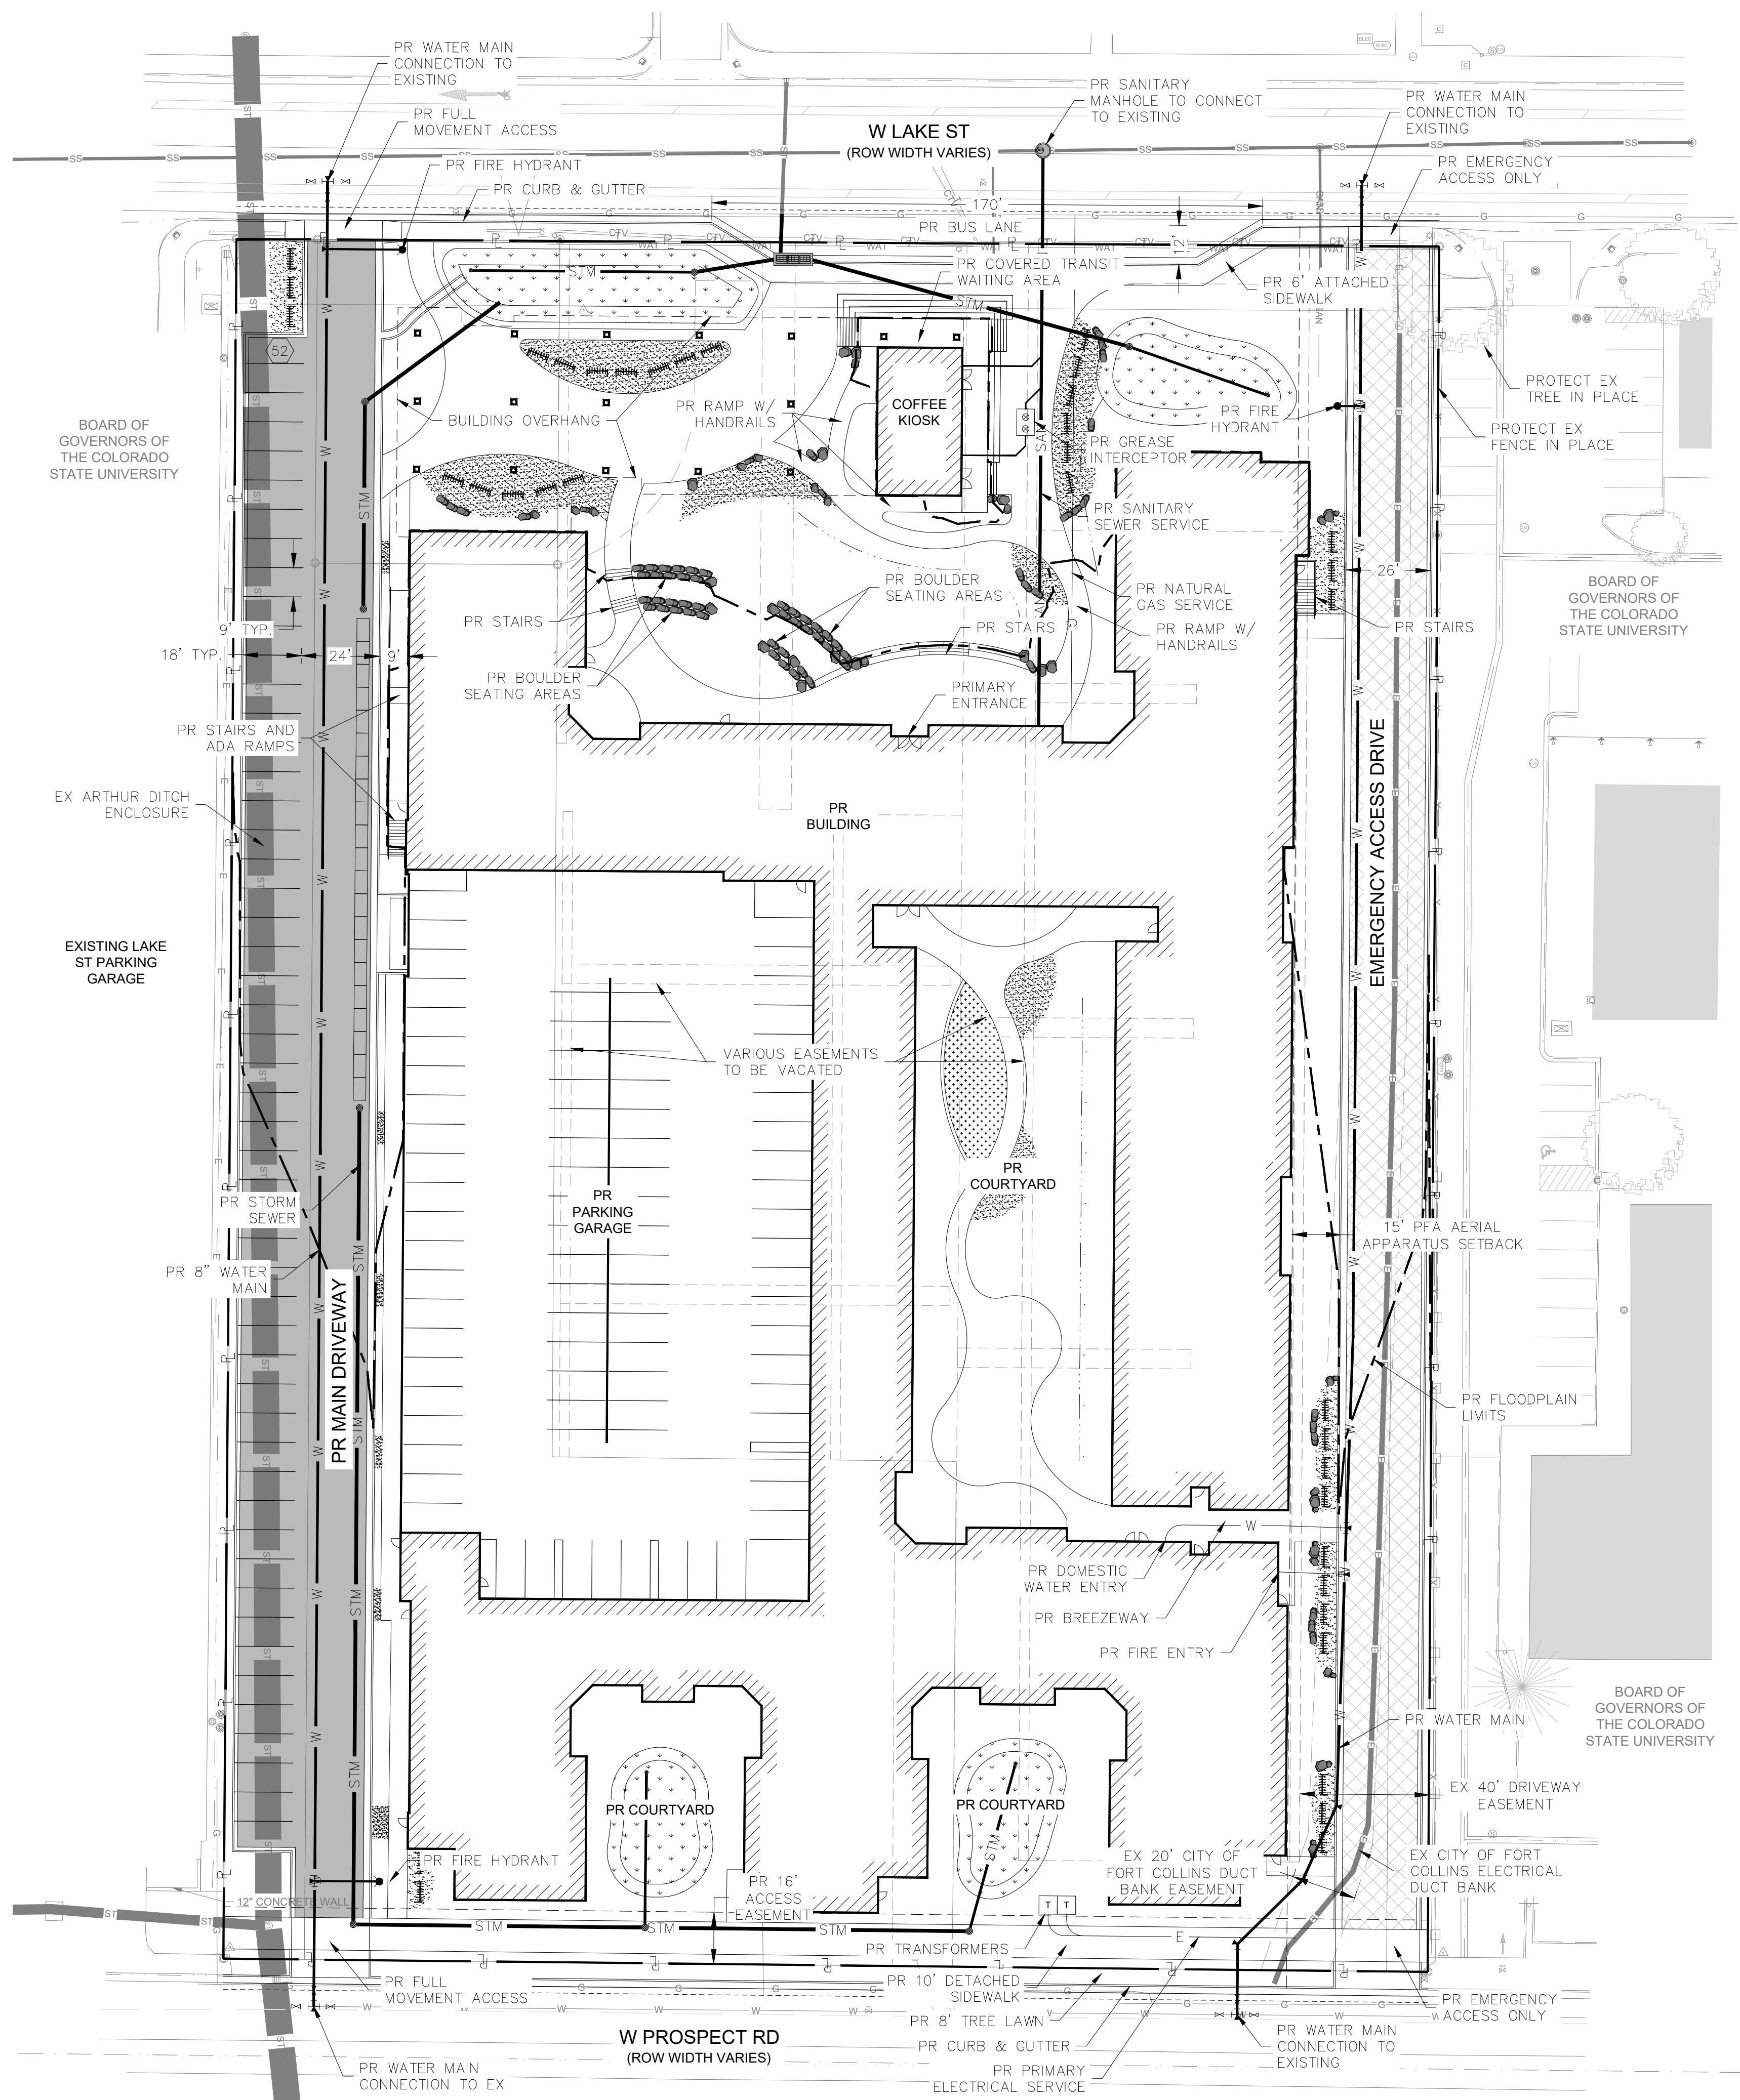 PR WATER MAIN
CONNECTION TO
EXISTING
PR FULL
MOVEMENT ACCESS
PR FIRE HYDRANT
PR CURB & GUTTER
W LAKE ST
(ROW WIDTH VARIES)
PR SANITARY
MANHOLE TO CONNECT
TO EXISTING
PR WATER MAIN
CONNECTION TO
EXISTING
PR EMERGENCY
ACCESS ONLY
ELEC
170'
PR BUS LANE
12'
PR COVERED TRANSIT
WAITING AREA
PR 6' ATTACHED
SIDEWALK
STM
STM
SAN
52
BOARD OF
GOVERNORS OF
THE COLORADO
STATE UNIVERSITY
BUILDING OVERHANG
PR RAMP W/
HANDRAILS
COFFEE
KIOSK
PR FIRE
HYDRANT
PR GREASE
INTERCEPTOR
PR SANITARY
SEWER SERVICE
PROTECT EX
TREE IN PLACE
PROTECT EX
FENCE IN PLACE
STM
SAN
26'
BOARD OF
GOVERNORS OF
THE COLORADO
STATE UNIVERSITY
PR BOULDER
SEATING AREAS
PR NATURAL
GAS SERVICE
PR STAIRS
PR STAIRS
PR RAMP W/
HANDRAILS
PR STAIRS
9' TYP.
18' TYP.
24'
9'
PR BOULDER
SEATING AREAS
PRIMARY
ENTRANCE
PR STAIRS AND
ADA RAMPS
EX ARTHUR DITCH
ENCLOSURE
PR
BUILDING
EMERGENCY ACCESS DRIVE
EXISTING LAKE
ST PARKING
GARAGE
VARIOUS EASEMENTS
TO BE VACATED
PR
COURTYARD
PR
PARKING
GARAGE
PR STORM
SEWER
PR 8" WATER
MAIN
STM
PR MAIN DRIVEWAY
15' PFA AERIAL
APPARATUS SETBACK
PR FLOODPLAIN
LIMITS
STM
W
PR DOMESTIC
WATER ENTRY
PR BREEZEWAY
PR FIRE ENTRY
STM
BOARD OF
GOVERNORS OF
THE COLORADO
STATE UNIVERSITY
PR WATER MAIN
STM
PR COURTYARD
PR COURTYARD
STM
EX 40' DRIVEWAY
EASEMENT
PR FIRE HYDRANT
12" CONCRETE WALL
PR 16'
ACCESS
EASEMENT
EX 20' CITY OF
FORT COLLINS DUCT
BANK EASEMENT
EX CITY OF FORT
COLLINS ELECTRICAL
DUCT BANK
T T
STM
STM
STM
E
PR TRANSFORMERS
PR FULL
MOVEMENT ACCESS
PR 10' DETACHED
SIDEWALK
PR 8' TREE LAWN
PR CURB & GUTTER
PR PRIMARY
ELECTRICAL SERVICE
PR EMERGENCY
ACCESS ONLY
PR WATER MAIN
CONNECTION TO
EXISTING
W PROSPECT RD
(ROW WIDTH VARIES)
PR WATER MAIN
CONNECTION TO EX